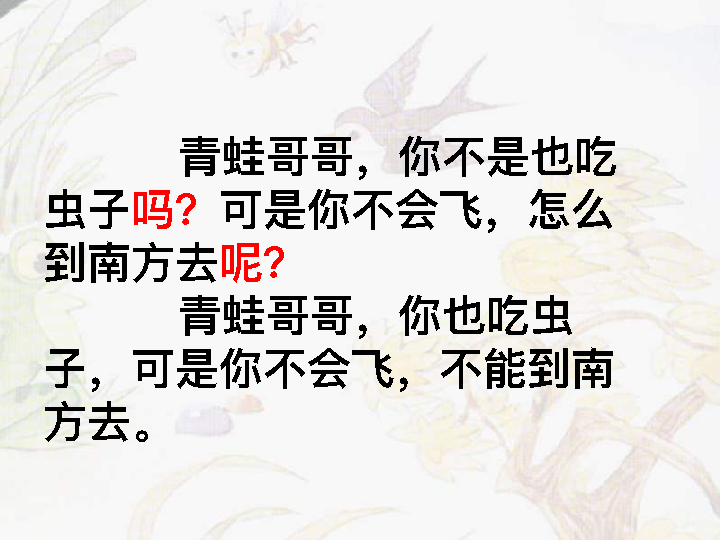 青蛙哥哥，你不是也吃
虫子吗？可是你不会飞，怎么
到南方去呢？
青蛙哥哥，你也吃虫
子，可是你不会飞，不能到南
方去。